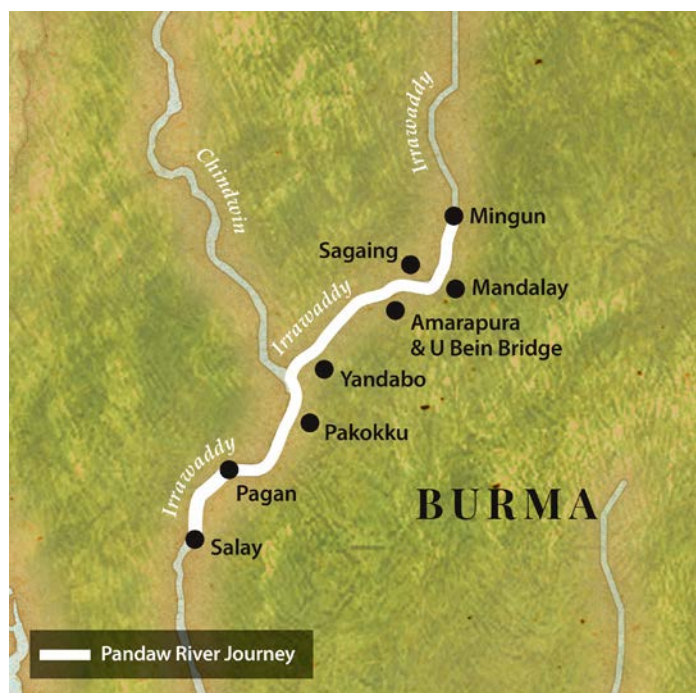 Irrawaddy
Chindwin
Mingun
Sagaing
Mandalay
Irrawaddy
Amarapura
& U Bein Bridge
Yandabo
Pakokku
Irrawaddy
Pagan
BURMA
Salay
Pandaw River Journey